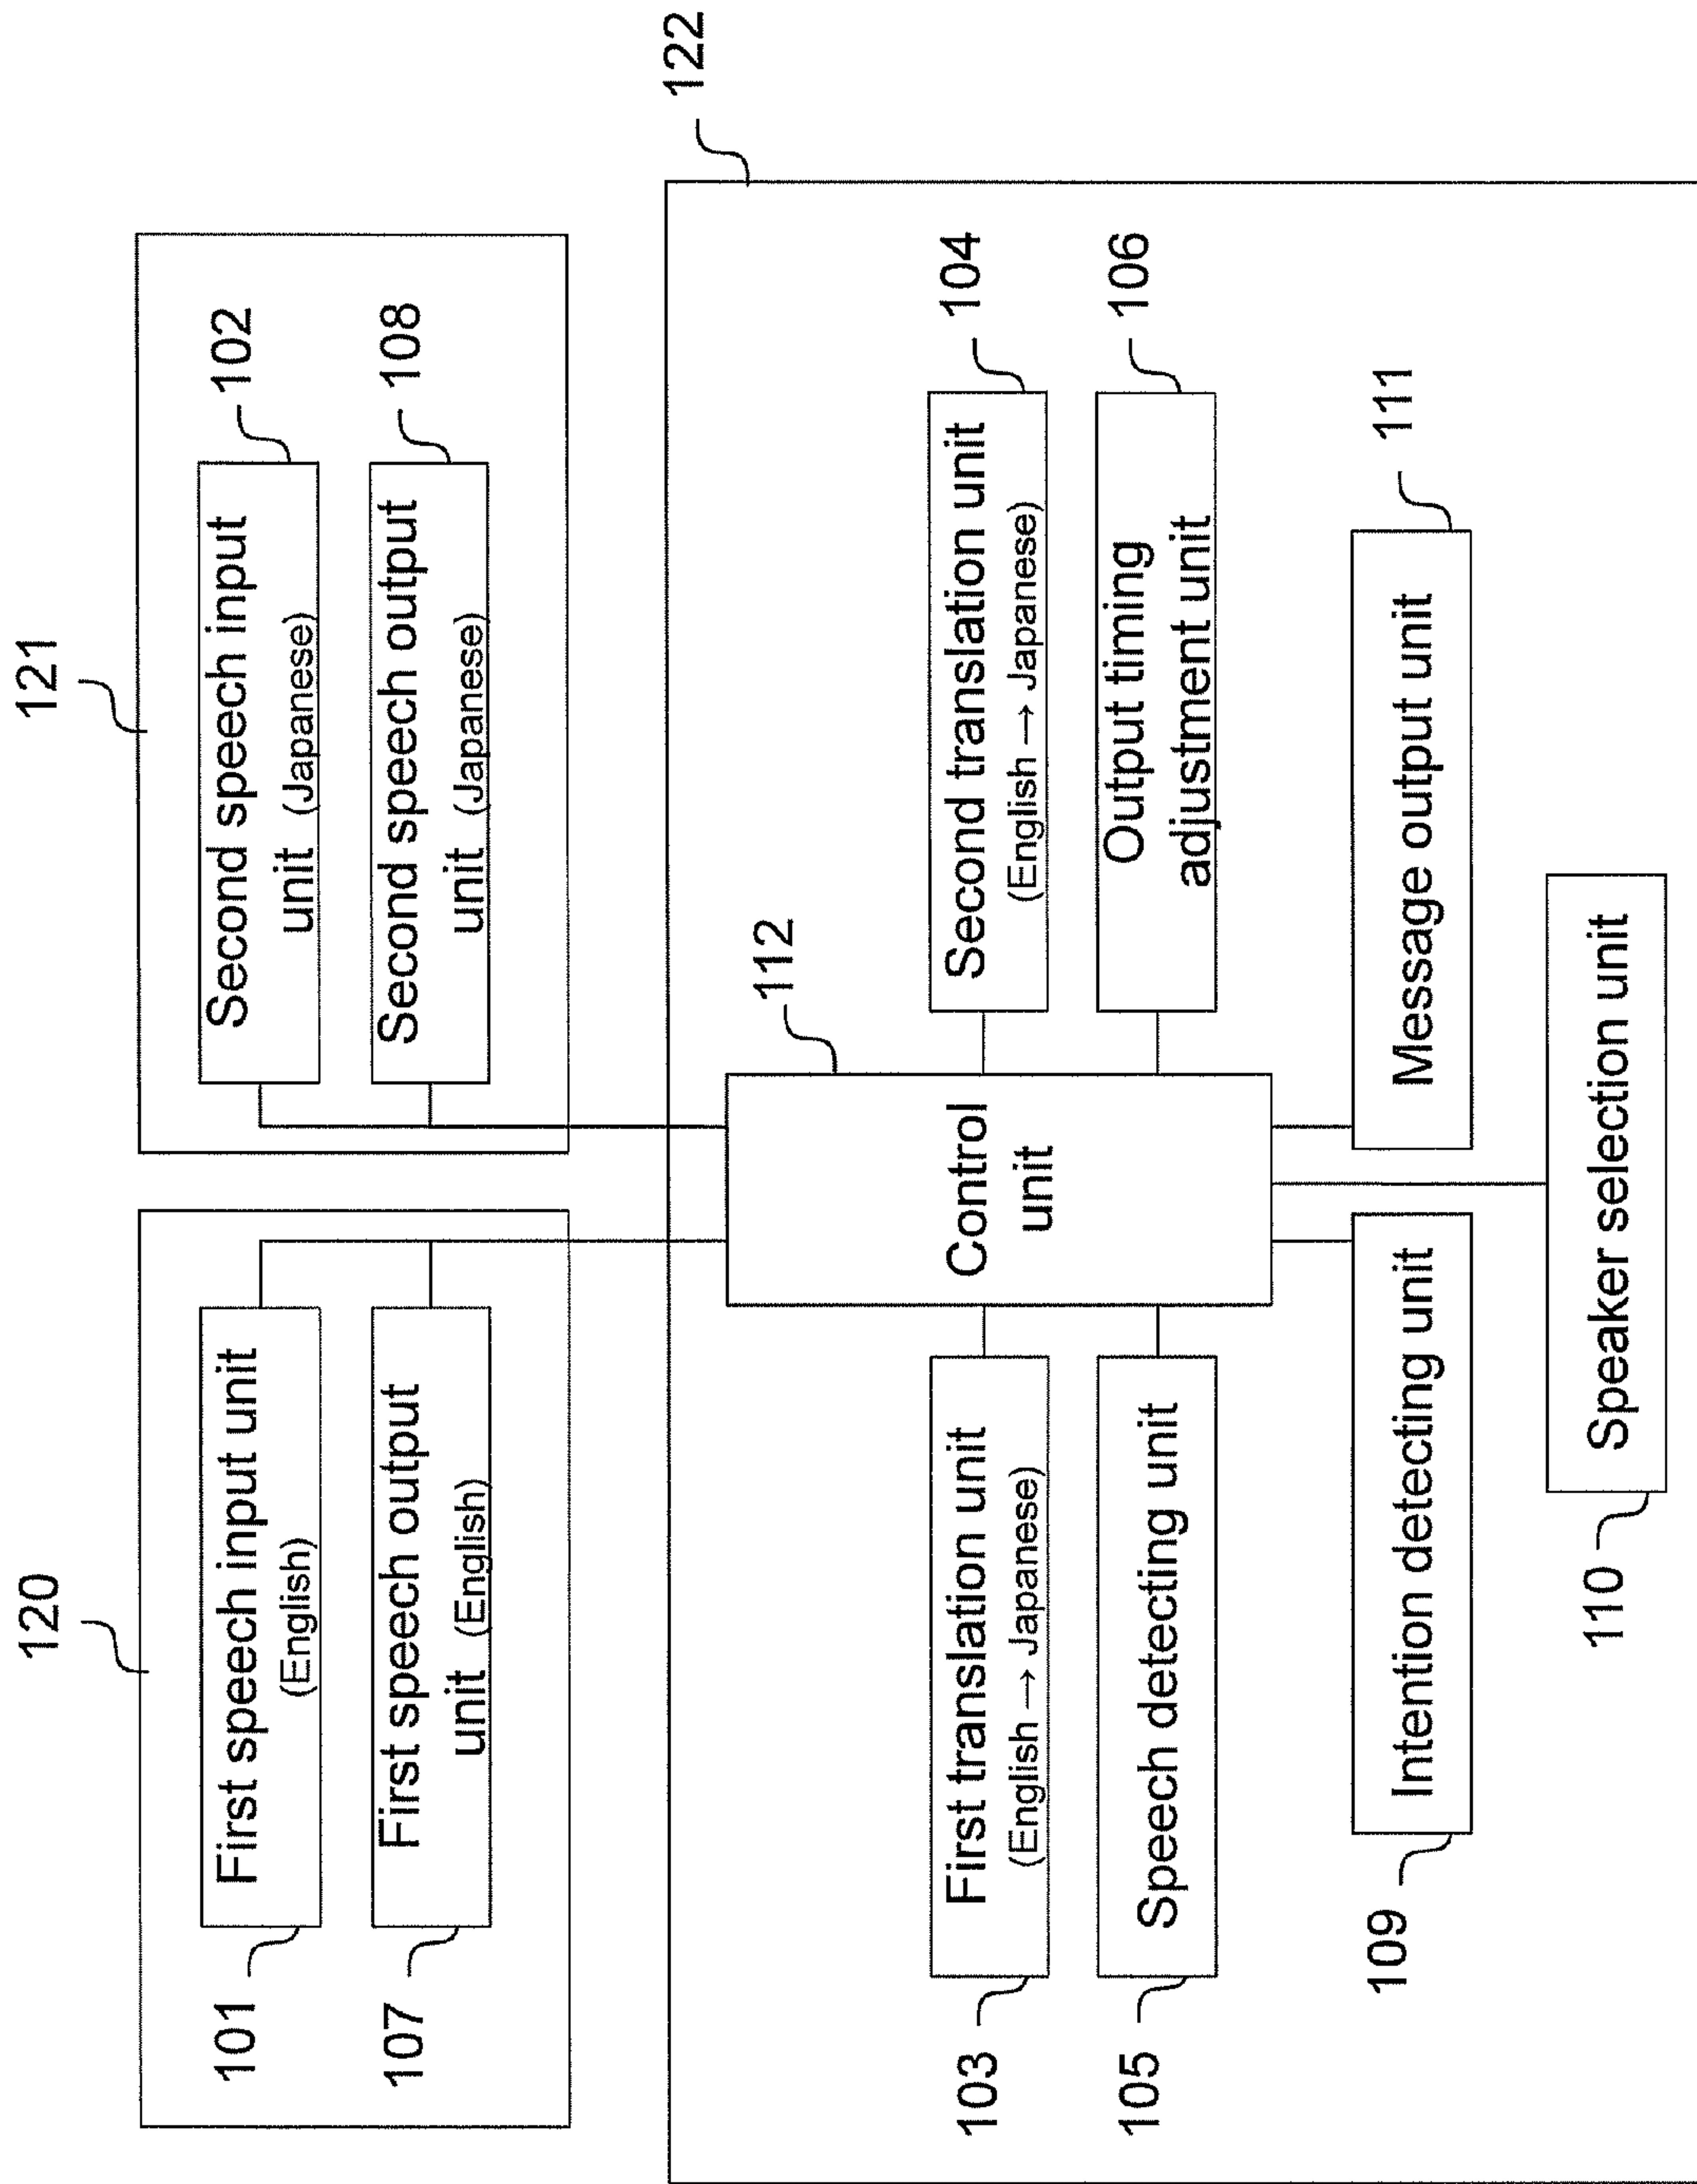 120
121
101
First speech input unit
(English)
107
First speech output
unit (English)
Second speech input
unit (Japanese)
102
Second speech output
unit (Japanese)
108
122
112
Control
unit
103
First translation unit
(English → Japanese)
105
Speech detecting unit
Second translation unit
(English → Japanese)
104
Output timing
adjustment unit
106
109
Intention detecting unit
Message output unit
111
110
Speaker selection unit